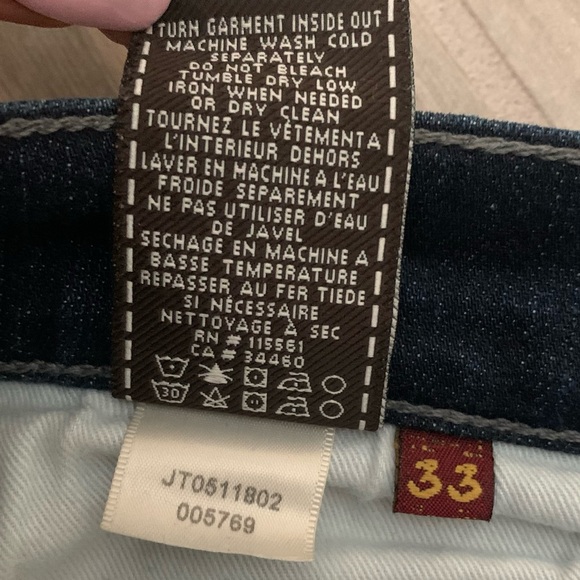 TURN GARMENT INSIDE OUT
MACHINE WASH COLD
SEPARATELY
DO NOT BLEACH
TUMBLE DRY LOW
IRON WHEN NEEDED
OR DRY CLEAN
TOURNEZ LE VÊTEMENT A
L'INTERIEUR DEHORS
LAVER EN MACHINE A L'EAU
FROIDE SEPAREMENT
NE PAS UTILISER D'EAU
DE JAVEL
SECHAGE EN MACHINE A
BASSE TEMPERATURE
REPASSER AU FER TIEDE
SI NÉCESSAIRE
NETTOYAGE À SEC
RN # 115561
CA # 34460
30
JT0511802
005769
33